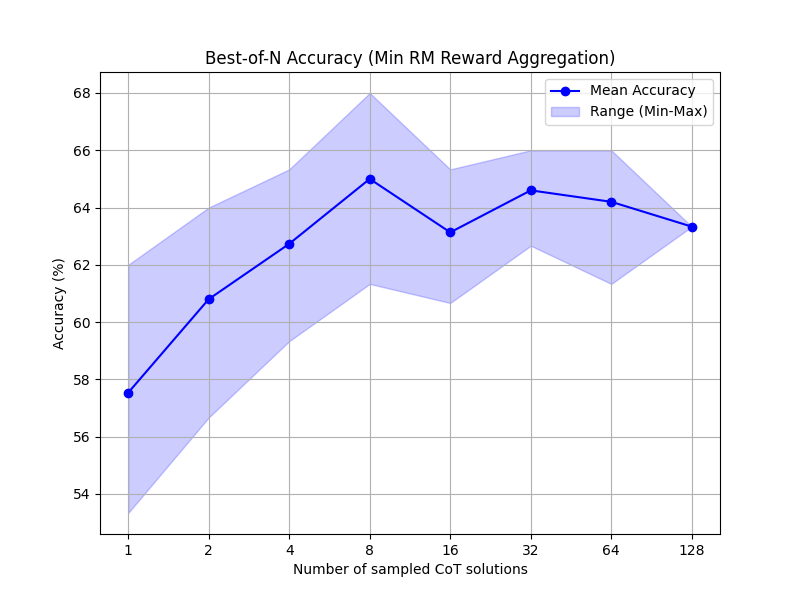 Best-of-N Accuracy (Min RM Reward Aggregation)
Mean Accuracy
Range (Min-Max)
Accuracy (%)
68
66
64
62
60
58
56
54
1 2 4 8 16 32 64 128
Number of sampled CoT solutions